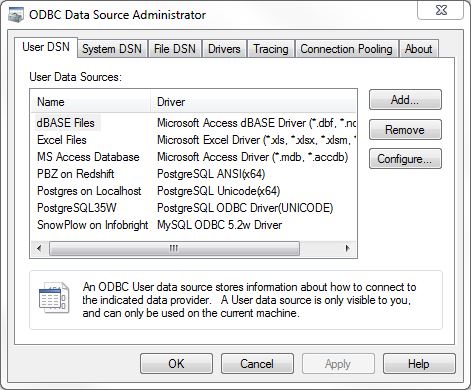 ODBC Data Source Administrator
User DSN System DSN File DSN Drivers Tracing Connection Pooling About
User Data Sources:
Name Driver
dBASE Files Microsoft Access dBASE Driver (*.dbf, *.nd
Excel Files Microsoft Excel Driver (*.xls, *.xlsx, *.xlsm, *
MS Access Database Microsoft Access Driver (*.mdb, *.accdb)
PBZ on Redshift PostgreSQL ANSI(x64)
Postgres on Localhost PostgreSQL Unicode(x64)
PostgreSQL35W PostgreSQL ODBC Driver(UNICODE)
SnowPlow on Infobright MySQL ODBC 5.2w Driver
Add...
Remove
Configure...
An ODBC User data source stores information about how to connect to
the indicated data provider. A User data source is only visible to you,
and can only be used on the current machine.
OK Cancel Apply Help